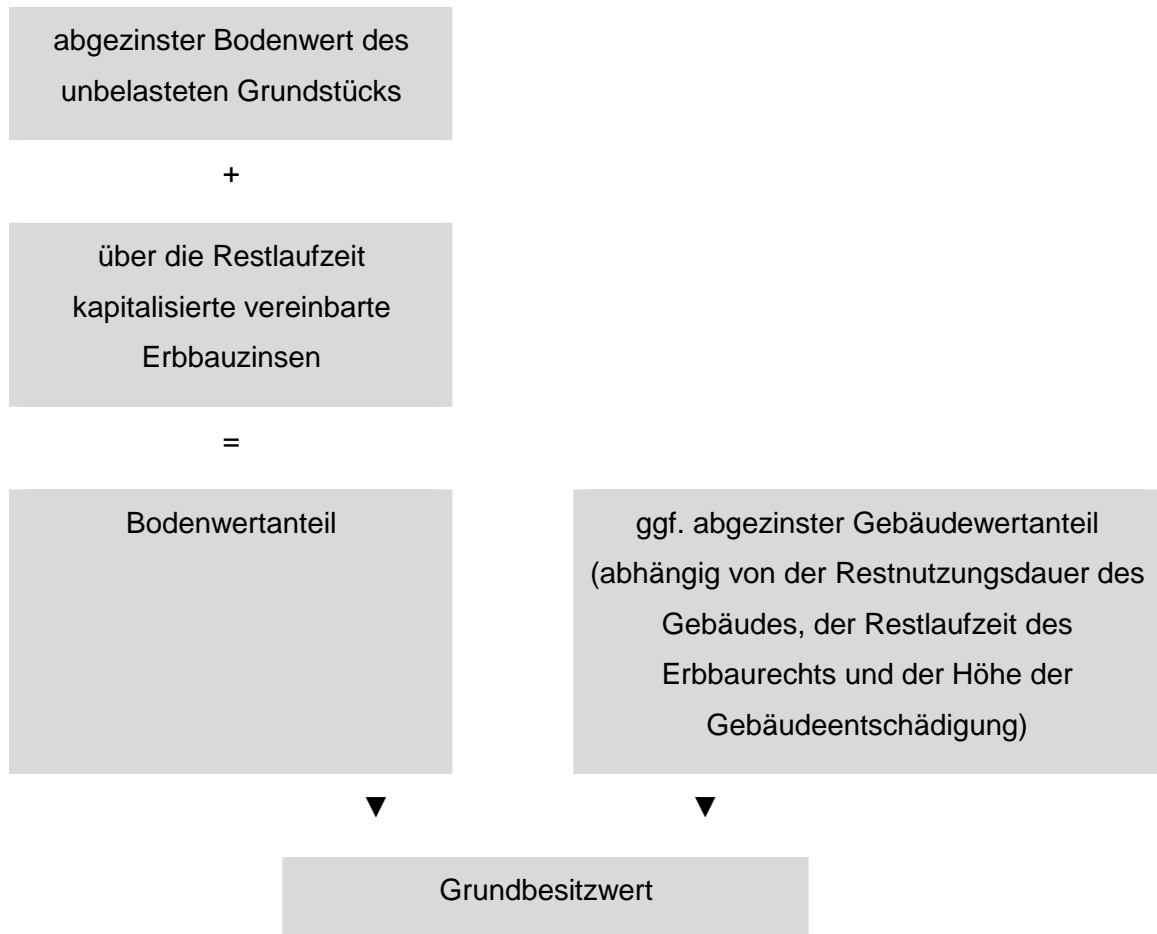 abgezinster Bodenwert des
unbelasteten Grundstücks
+
über die Restlaufzeit
kapitalisierte vereinbarte
Erbbauzinsen
=
Bodenwertanteil
ggf. abgezinster Gebäudewertanteil
(abhängig von der Restnutzungsdauer des
Gebäudes, der Restlaufzeit des
Erbbaurechts und der Höhe der
Gebäudeentschädigung)
Grundbesitzwert